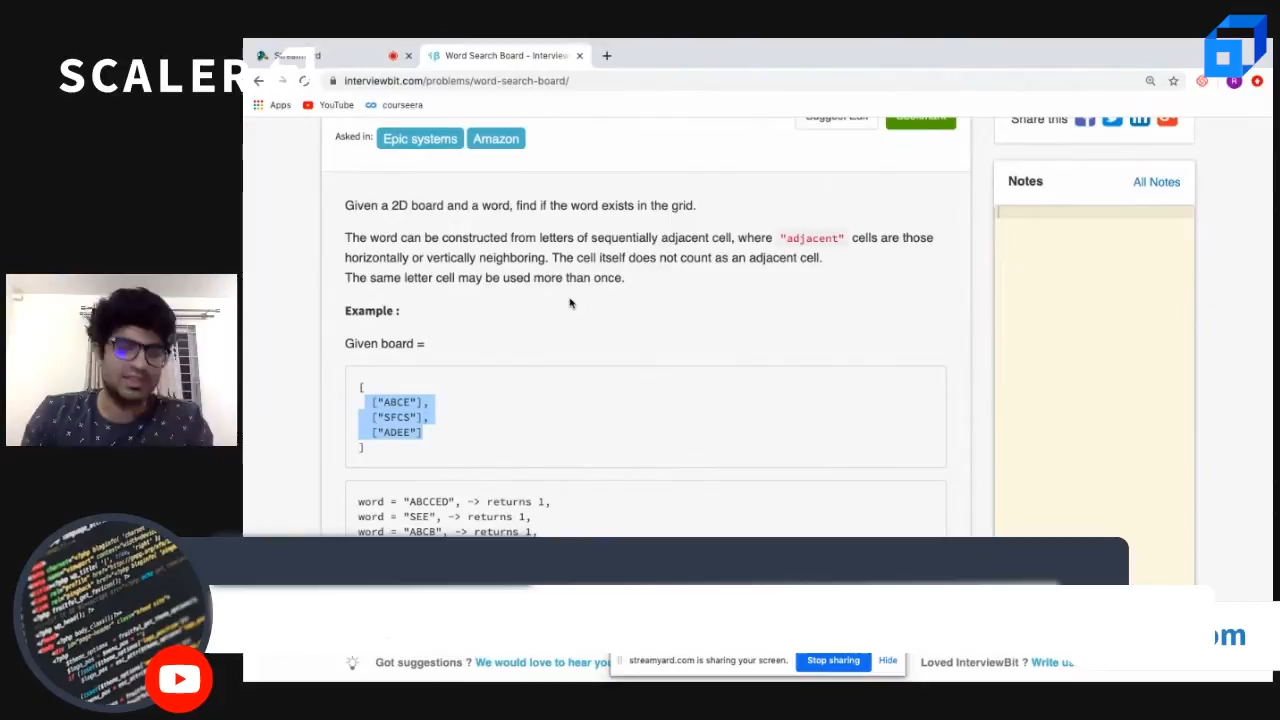 SCALER
Word Search Board - Interview
interviewbit.com/problems/word-search-board/
Apps YouTube courseera
Share this
Asked in: Epic systems Amazon
Notes All Notes
Given a 2D board and a word, find if the word exists in the grid.
The word can be constructed from letters of sequentially adjacent cell, where "adjacent" cells are those
horizontally or vertically neighboring. The cell itself does not count as an adjacent cell.
The same letter cell may be used more than once.
Example :
Given board =
[
["ABCE"],
["SFCS"],
["ADEE"]
]
word = "ABCCED", -> returns 1,
word = "SEE", -> returns 1,
word = "ABCB", -> returns 1,
om
Got suggestions ? We would love to hear you
streamyard.com is sharing your screen. Stop sharing Hide
Loved InterviewBit ? Write us